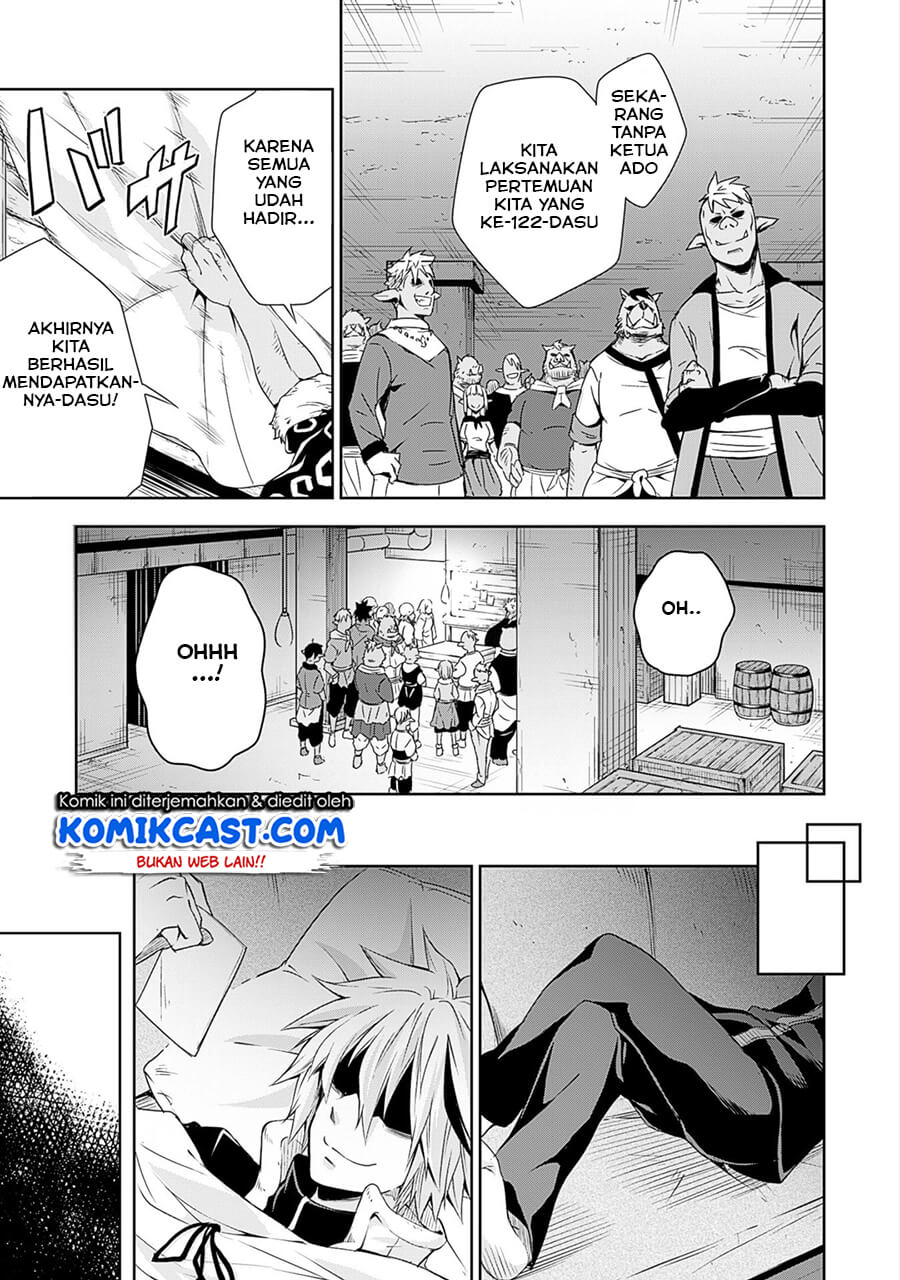 SEKA-
RANG
TANPA
KETUA
ADO
KITA
LAKSANAKAN
PERTEMUAN
KITA YANG
KE-122-DASU
KARENA
SEMUA
YANG
UDAH
HADIR...
バサ
AKHIRNYA
KITA
BERHASIL
MENDAPATKAN-
NYA-DASU!
OH..
OHHH
....!
Komik ini diterjemahkan & diedit oleh
KOMIKCAST.COM
BUKAN WEB LAIN!!